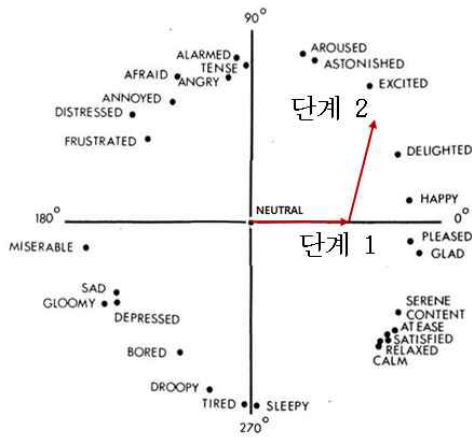 90°
ALARMED
AROUSED
TENSE
ASTONISHED
AFRAID
ANGRY
EXCITED
ANNOYED
단계 2
DISTRESSED
FRUSTRATED
DELIGHTED
HAPPY
180°
NEUTRAL
0°
단계 1
PLEASED
MISERABLE
GLAD
SAD
SERENE
GLOOMY
CONTENT
DEPRESSED
AT EASE
SATISFIED
BORED
RELAXED
CALM
DROOPY
TIRED
SLEEPY
270°